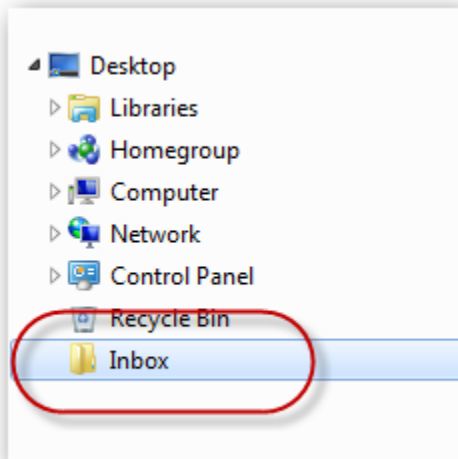 Desktop
Libraries
Homegroup
Computer
Network
Control Panel
Recycle Bin
Inbox